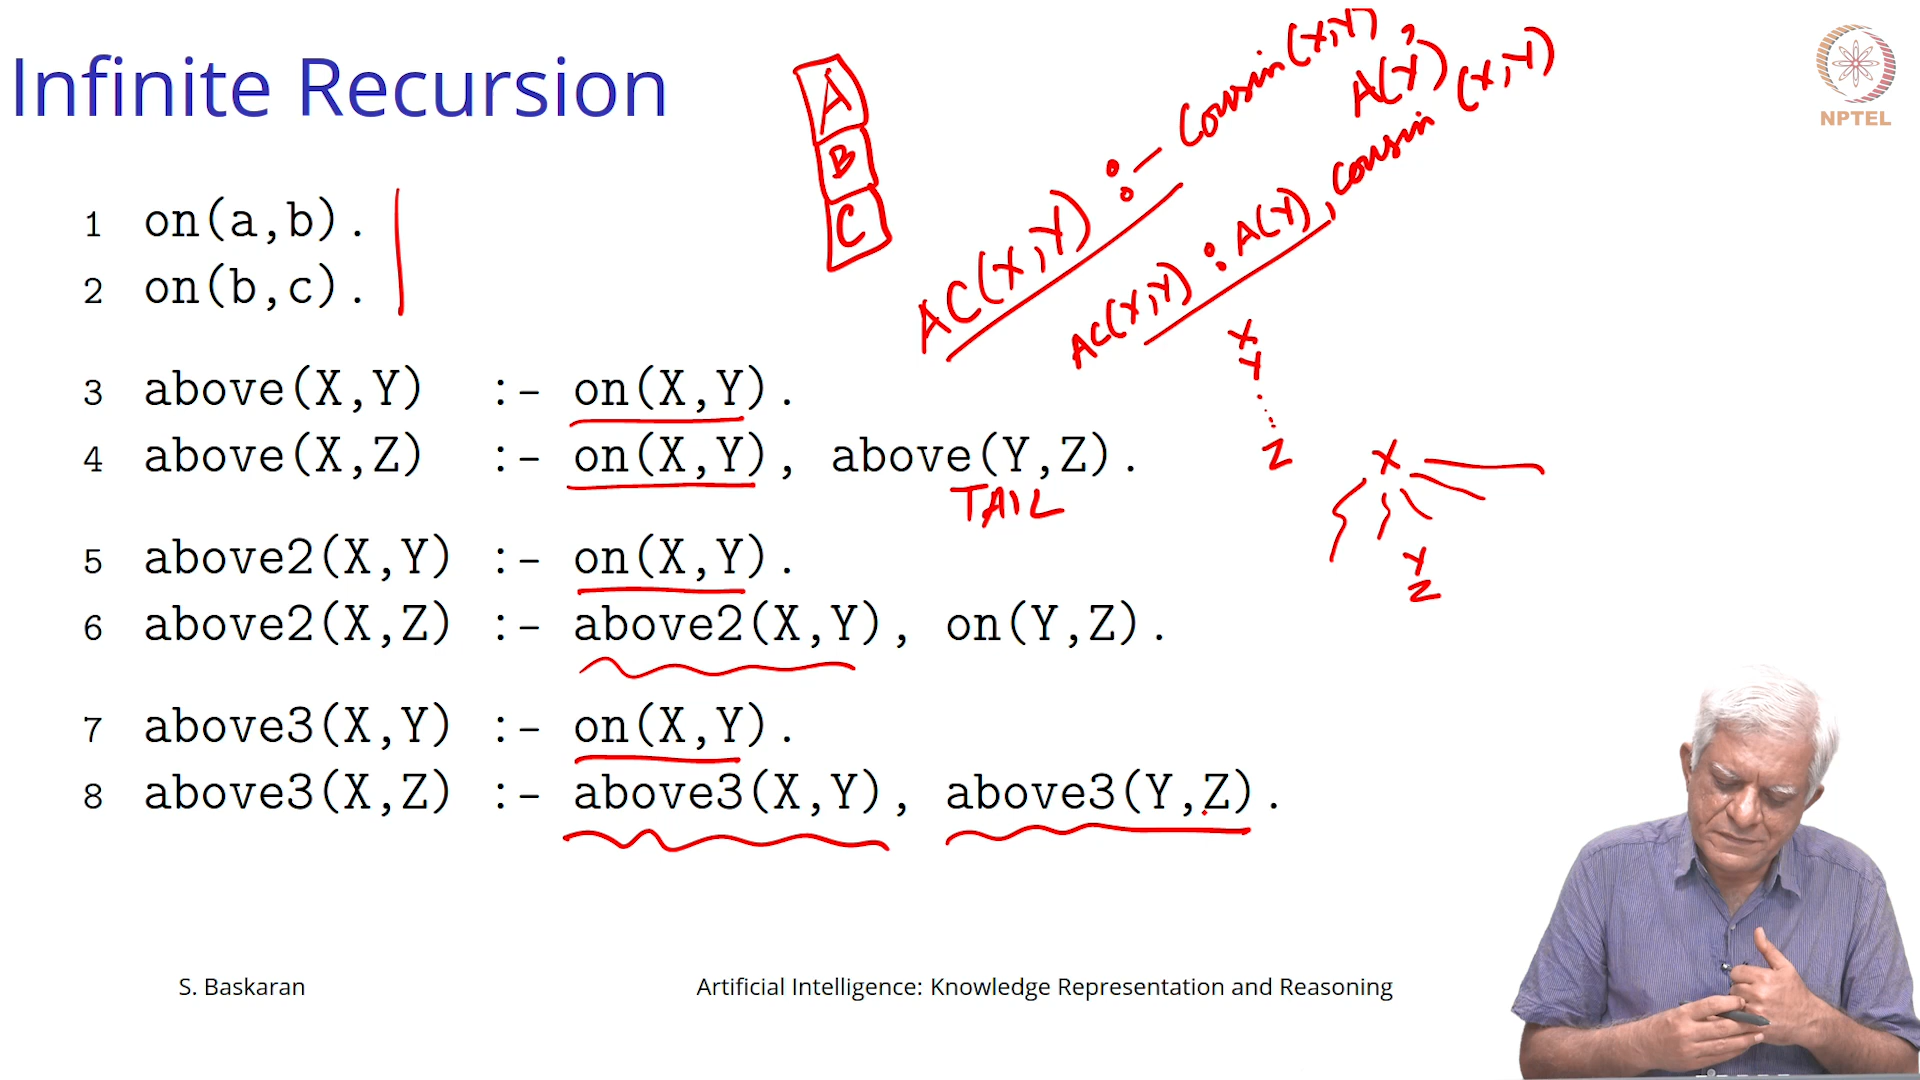 Infinite Recursion
NPTEL
A
B
C
AC(X,Y) :- Cousin(X,Y),
A(Y)
AC(X,Y) : A(Y), cousin (X,Y)
1 on(a,b).
2 on(b,c).
3 above(X,Y) :- on(X,Y).
4 above(X,Z) :- on(X,Y), above(Y,Z).
TAIL
X
Y
Z
X
Y
Z
5 above2(X,Y) :- on(X,Y).
6 above2(X,Z) :- above2(X,Y), on(Y,Z).
7 above3(X,Y) :- on(X,Y).
8 above3(X,Z) :- above3(X,Y), above3(Y,Z).
S. Baskaran Artificial Intelligence: Knowledge Representation and Reasoning